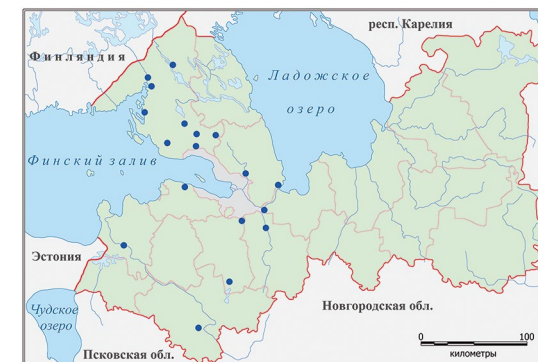 респ. Карелия
Финляндия
Ладожское
озеро
Финский залив
Эстония
Чудское
озеро
Новгородская обл.
Псковская обл.
0 100
километры